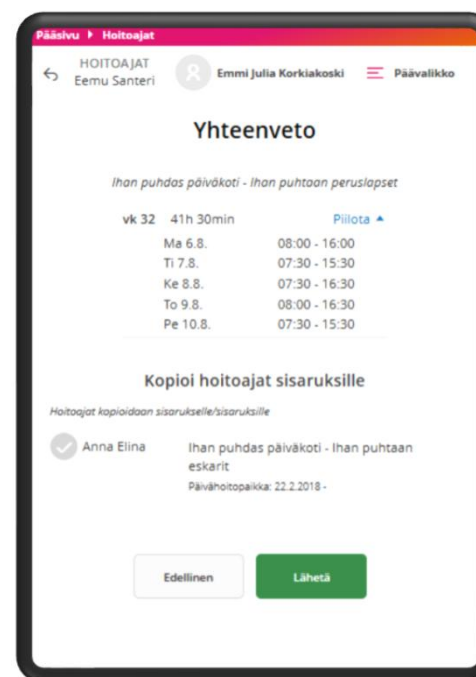 Pääsivu Hoitoajat
HOITOAJAT
Eemu Santeri
Emmi Julia Korkiakoski
Päävalikko
Yhteenveto
Ihan puhdas päiväkoti - Ihan puhtaan peruslapset
vk 32 41h 30min Piilota
Ma 6.8. 08:00 - 16:00
Ti 7.8. 07:30 - 15:30
Ke 8.8. 07:30 - 16:30
To 9.8. 08:00 - 16:30
Pe 10.8. 07:30 - 15:30
Kopioi hoitoajat sisaruksille
Hoitoajat kopioidaan sisarukselle/sisaruksille
Anna Elina Ihan puhdas päiväkoti - Ihan puhtaan
eskarit
Päivähoitopaikka: 22.2.2018 -
Edellinen Lähetä